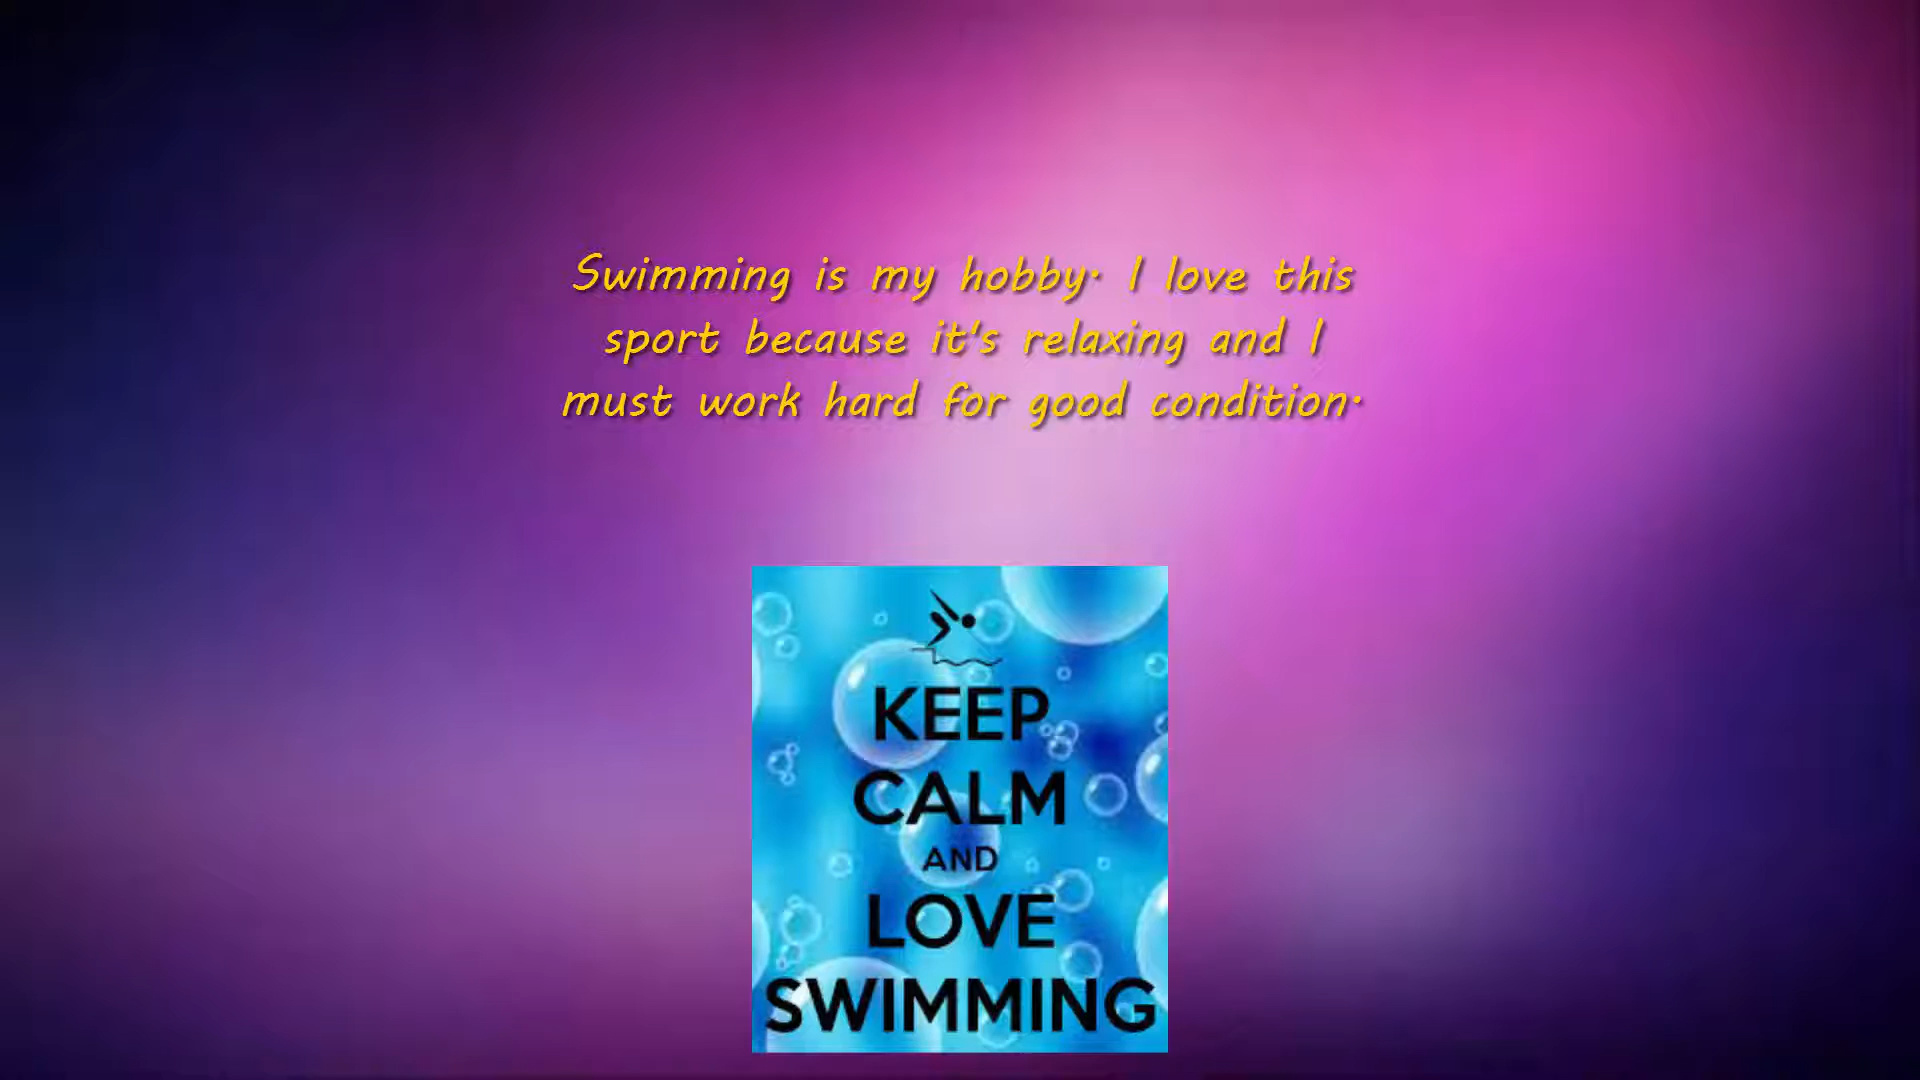 Swimming is my hobby. I love this
sport because it's relaxing and I
must work hard for good condition.
KEEP
CALM
AND
LOVE
SWIMMING